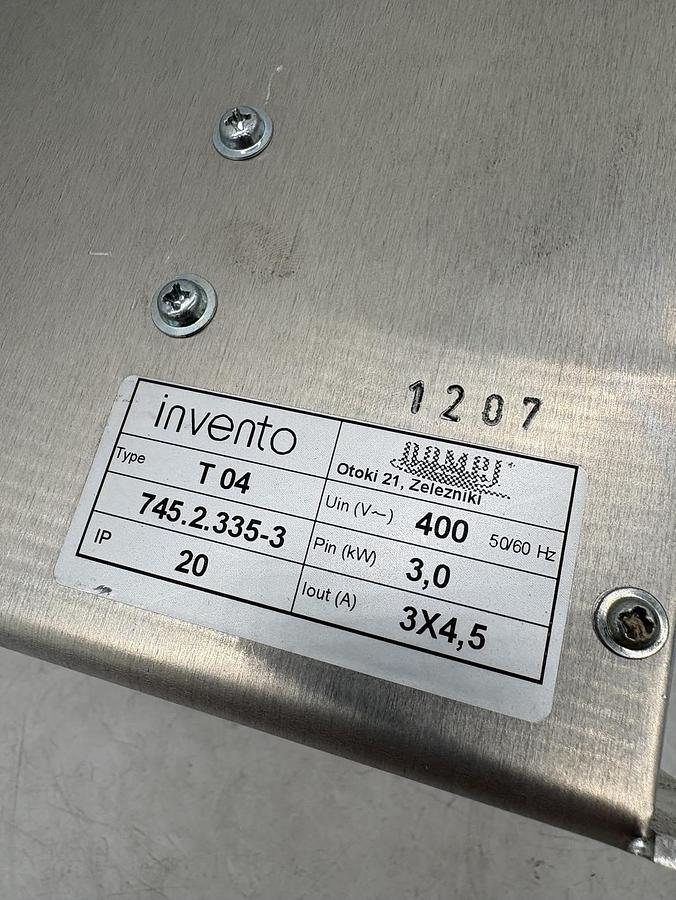 1207
invento
Type T 04
745.2.335-3
IP 20
Otoki 21, Zelezniki
Uin (V~) 400 50/60 Hz
Pin (kW) 3,0
Iout (A) 3X4,5